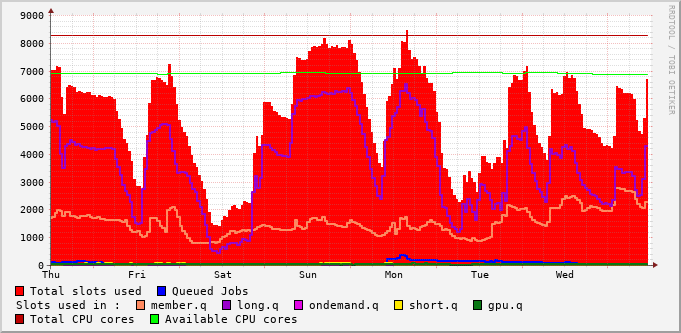 9000
8000
7000
6000
5000
4000
3000
2000
1000
0
Thu Fri Sat Sun Mon Tue Wed
Total slots used Queued Jobs
Slots used in : member.q long.q ondemand.q short.q gpu.q
Total CPU cores Available CPU cores
RRDTOOL / TOBI OETIKER